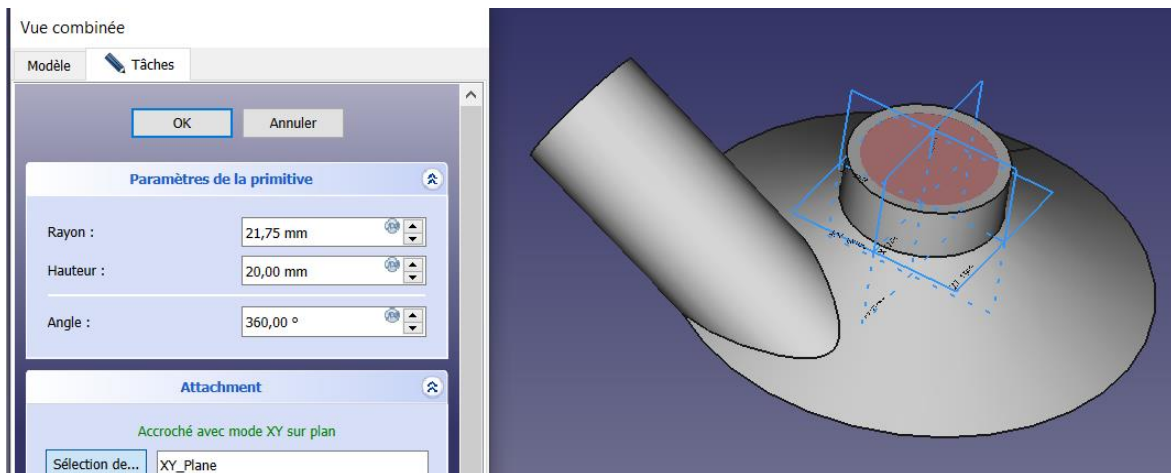 Vue combinée
Modèle
Tâches
OK
Annuler
Paramètres de la primitive
Rayon :
21,75 mm
Hauteur :
20,00 mm
Angle :
360,00 °
Attachment
Accroché avec mode XY sur plan
Sélection de...
XY_Plane